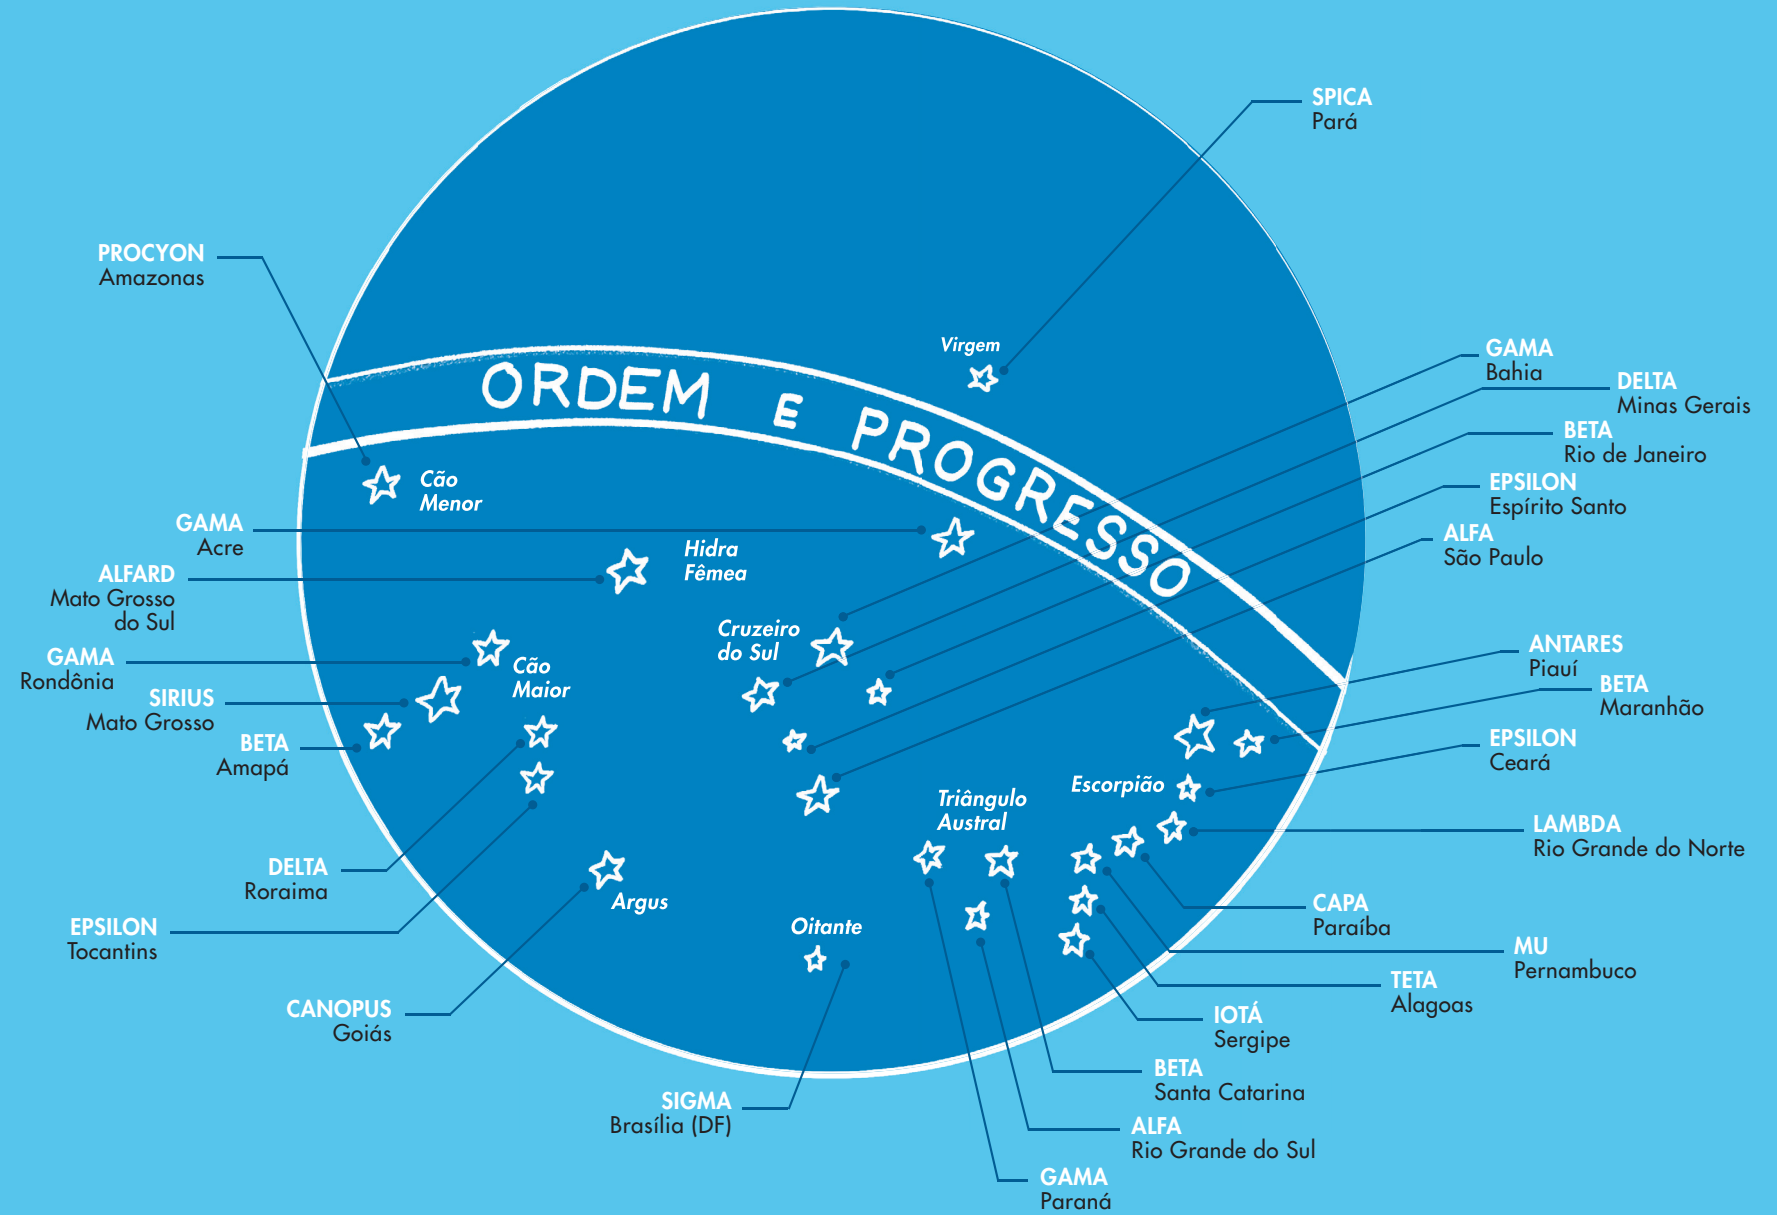 SPICA
Pará
PROCYON
Amazonas
Virgem
ORDEM E PROGRESSO
GAMA
Bahia
DELTA
Minas Gerais
BETA
Rio de Janeiro
EPSILON
Espírito Santo
ALFA
São Paulo
Cão
Menor
GAMA
Acre
Hidra
Fêmea
ALFARD
Mato Grosso
do Sul
Cruzeiro
do Sul
GAMA
Rondônia
Cão
Maior
SIRIUS
Mato Grosso
BETA
Amapá
ANTARES
Piauí
BETA
Maranhão
EPSILON
Ceará
Escorpião
Triângulo
Austral
LAMBDA
Rio Grande do Norte
DELTA
Roraima
Argus
EPSILON
Tocantins
Oitante
CAPA
Paraíba
MU
Pernambuco
TETA
Alagoas
CANOPUS
Goiás
IOTÁ
Sergipe
BETA
Santa Catarina
SIGMA
Brasília (DF)
ALFA
Rio Grande do Sul
GAMA
Paraná